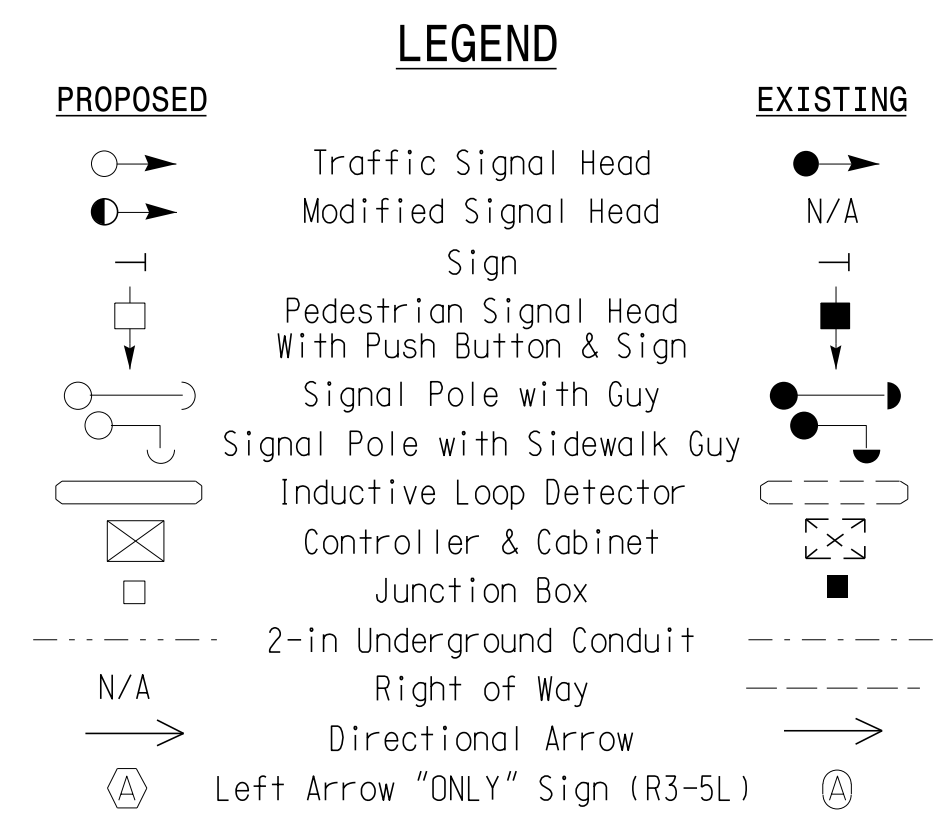 LEGEND
PROPOSED EXISTING
Traffic Signal Head
Modified Signal Head N/A
Sign
Pedestrian Signal Head
With Push Button & Sign
Signal Pole with Guy
Signal Pole with Sidewalk Guy
Inductive Loop Detector
Controller & Cabinet
Junction Box
2-in Underground Conduit
N/A Right of Way
Directional Arrow
A Left Arrow "ONLY" Sign (R3-5L) A